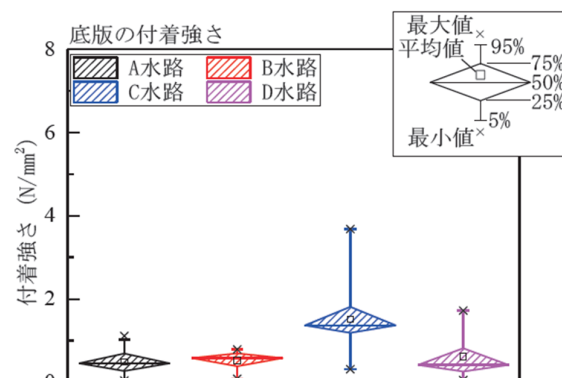 底版の付着強さ
最大値
平均値
95%
75%
50%
25%
5%
最小値
A水路 B水路
C水路 D水路
付着強さ (N/mm²)
8
6
4
2
0